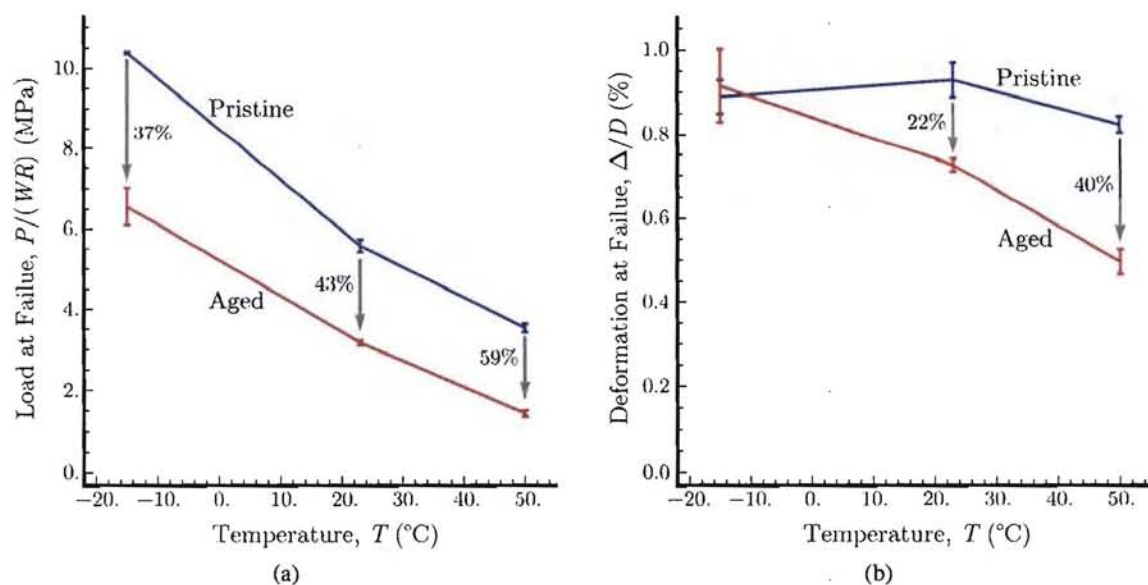 Load at Failue, P/(WR) (MPa)
10.
8.
6.
4.
2.
0.
Pristine
Aged
37%
43%
59%
−20. −10. 0. 10. 20. 30. 40. 50.
Temperature, T (°C)
(a)
Deformation at Failue, Δ/D (%)
1.0
0.8
0.6
0.4
0.2
0.0
Pristine
22%
40%
Aged
−20. −10. 0. 10. 20. 30. 40. 50.
Temperature, T (°C)
(b)